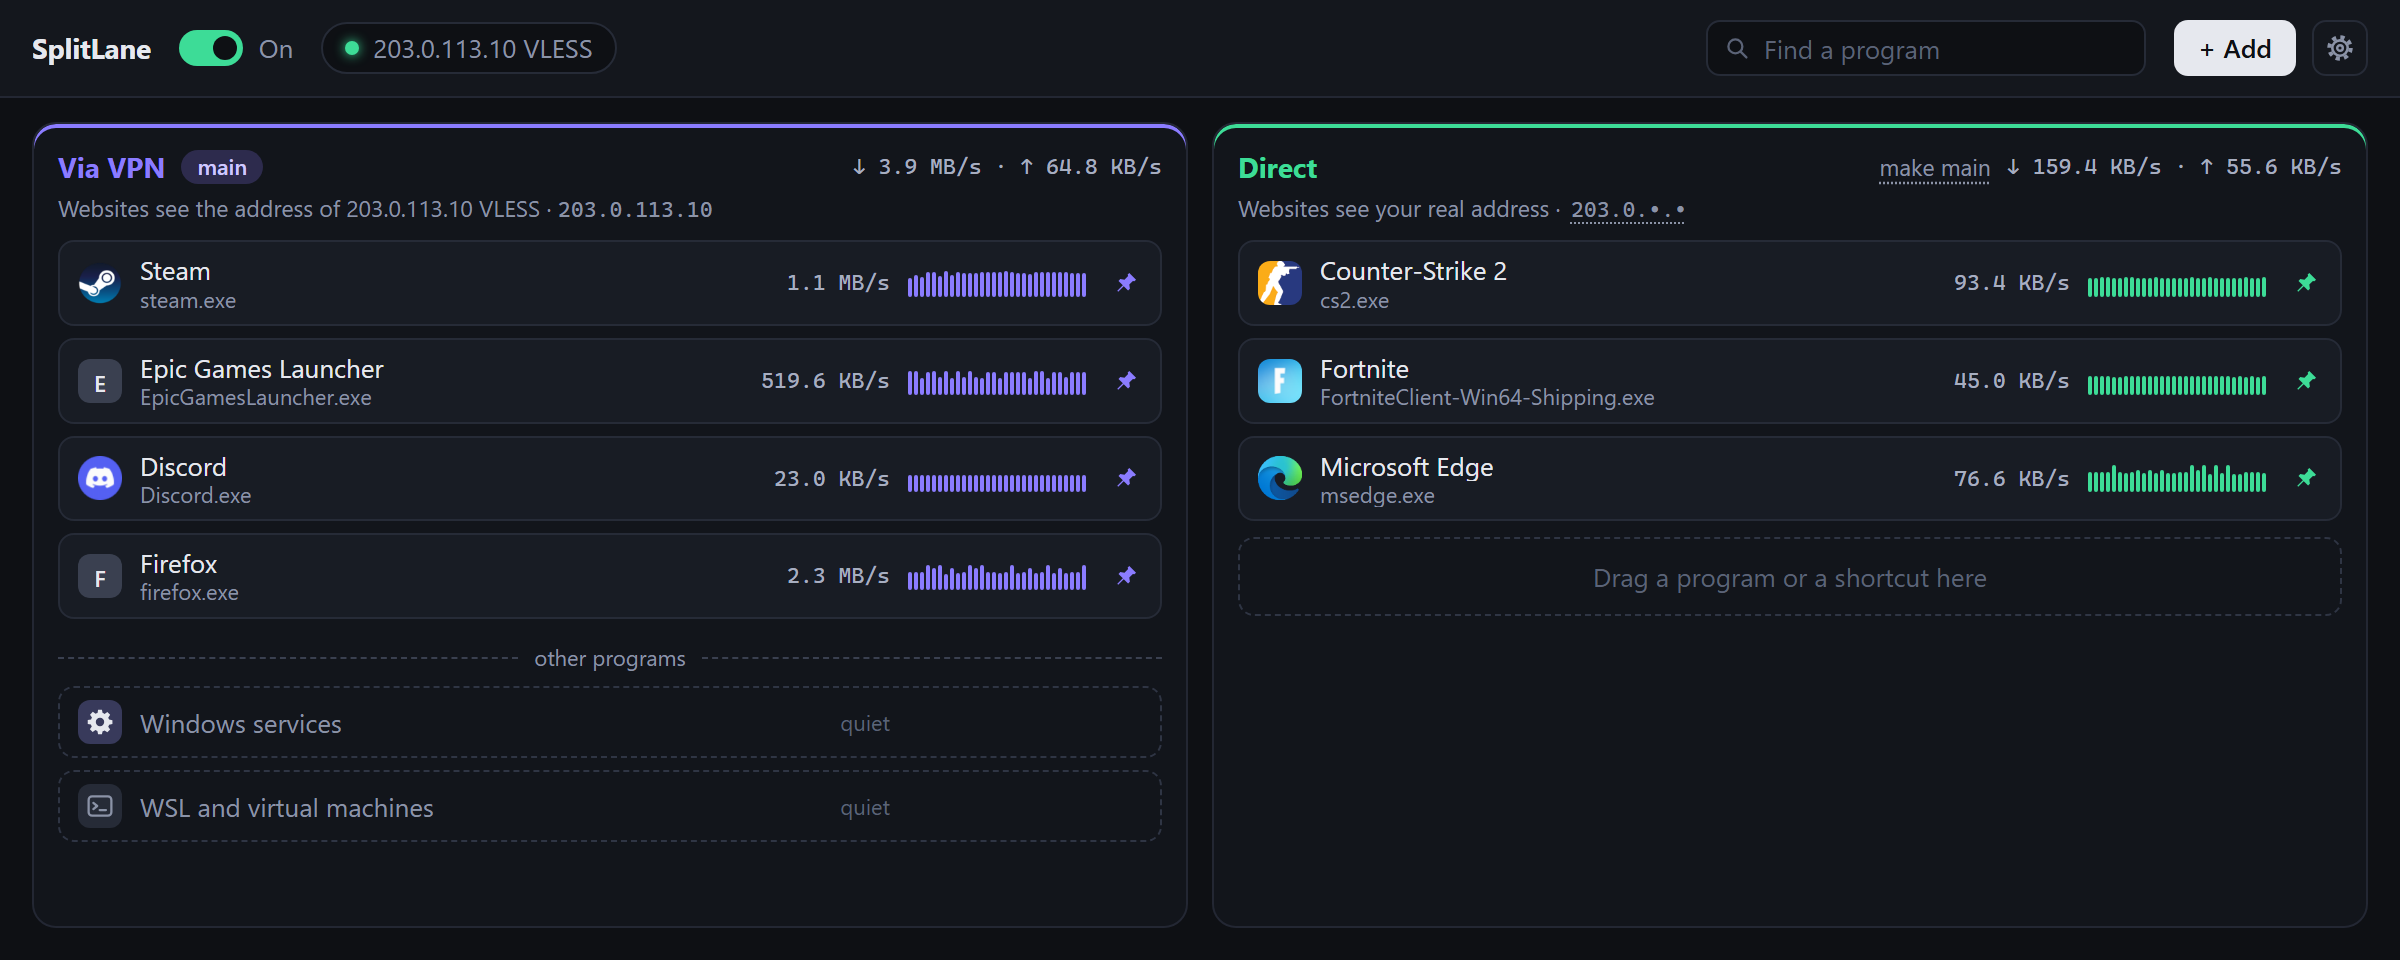 SplitLane On 203.0.113.10 VLESS Find a program + Add
Via VPN main ↓ 3.9 MB/s · ↑ 64.8 KB/s
Websites see the address of 203.0.113.10 VLESS · 203.0.113.10
Steam
steam.exe
1.1 MB/s
E
Epic Games Launcher
EpicGamesLauncher.exe
519.6 KB/s
Discord
Discord.exe
23.0 KB/s
F
Firefox
firefox.exe
2.3 MB/s
other programs
Windows services quiet
WSL and virtual machines quiet
Direct make main ↓ 159.4 KB/s · ↑ 55.6 KB/s
Websites see your real address · 203.0.•.•
Counter-Strike 2
cs2.exe
93.4 KB/s
F
Fortnite
FortniteClient-Win64-Shipping.exe
45.0 KB/s
Microsoft Edge
msedge.exe
76.6 KB/s
Drag a program or a shortcut here